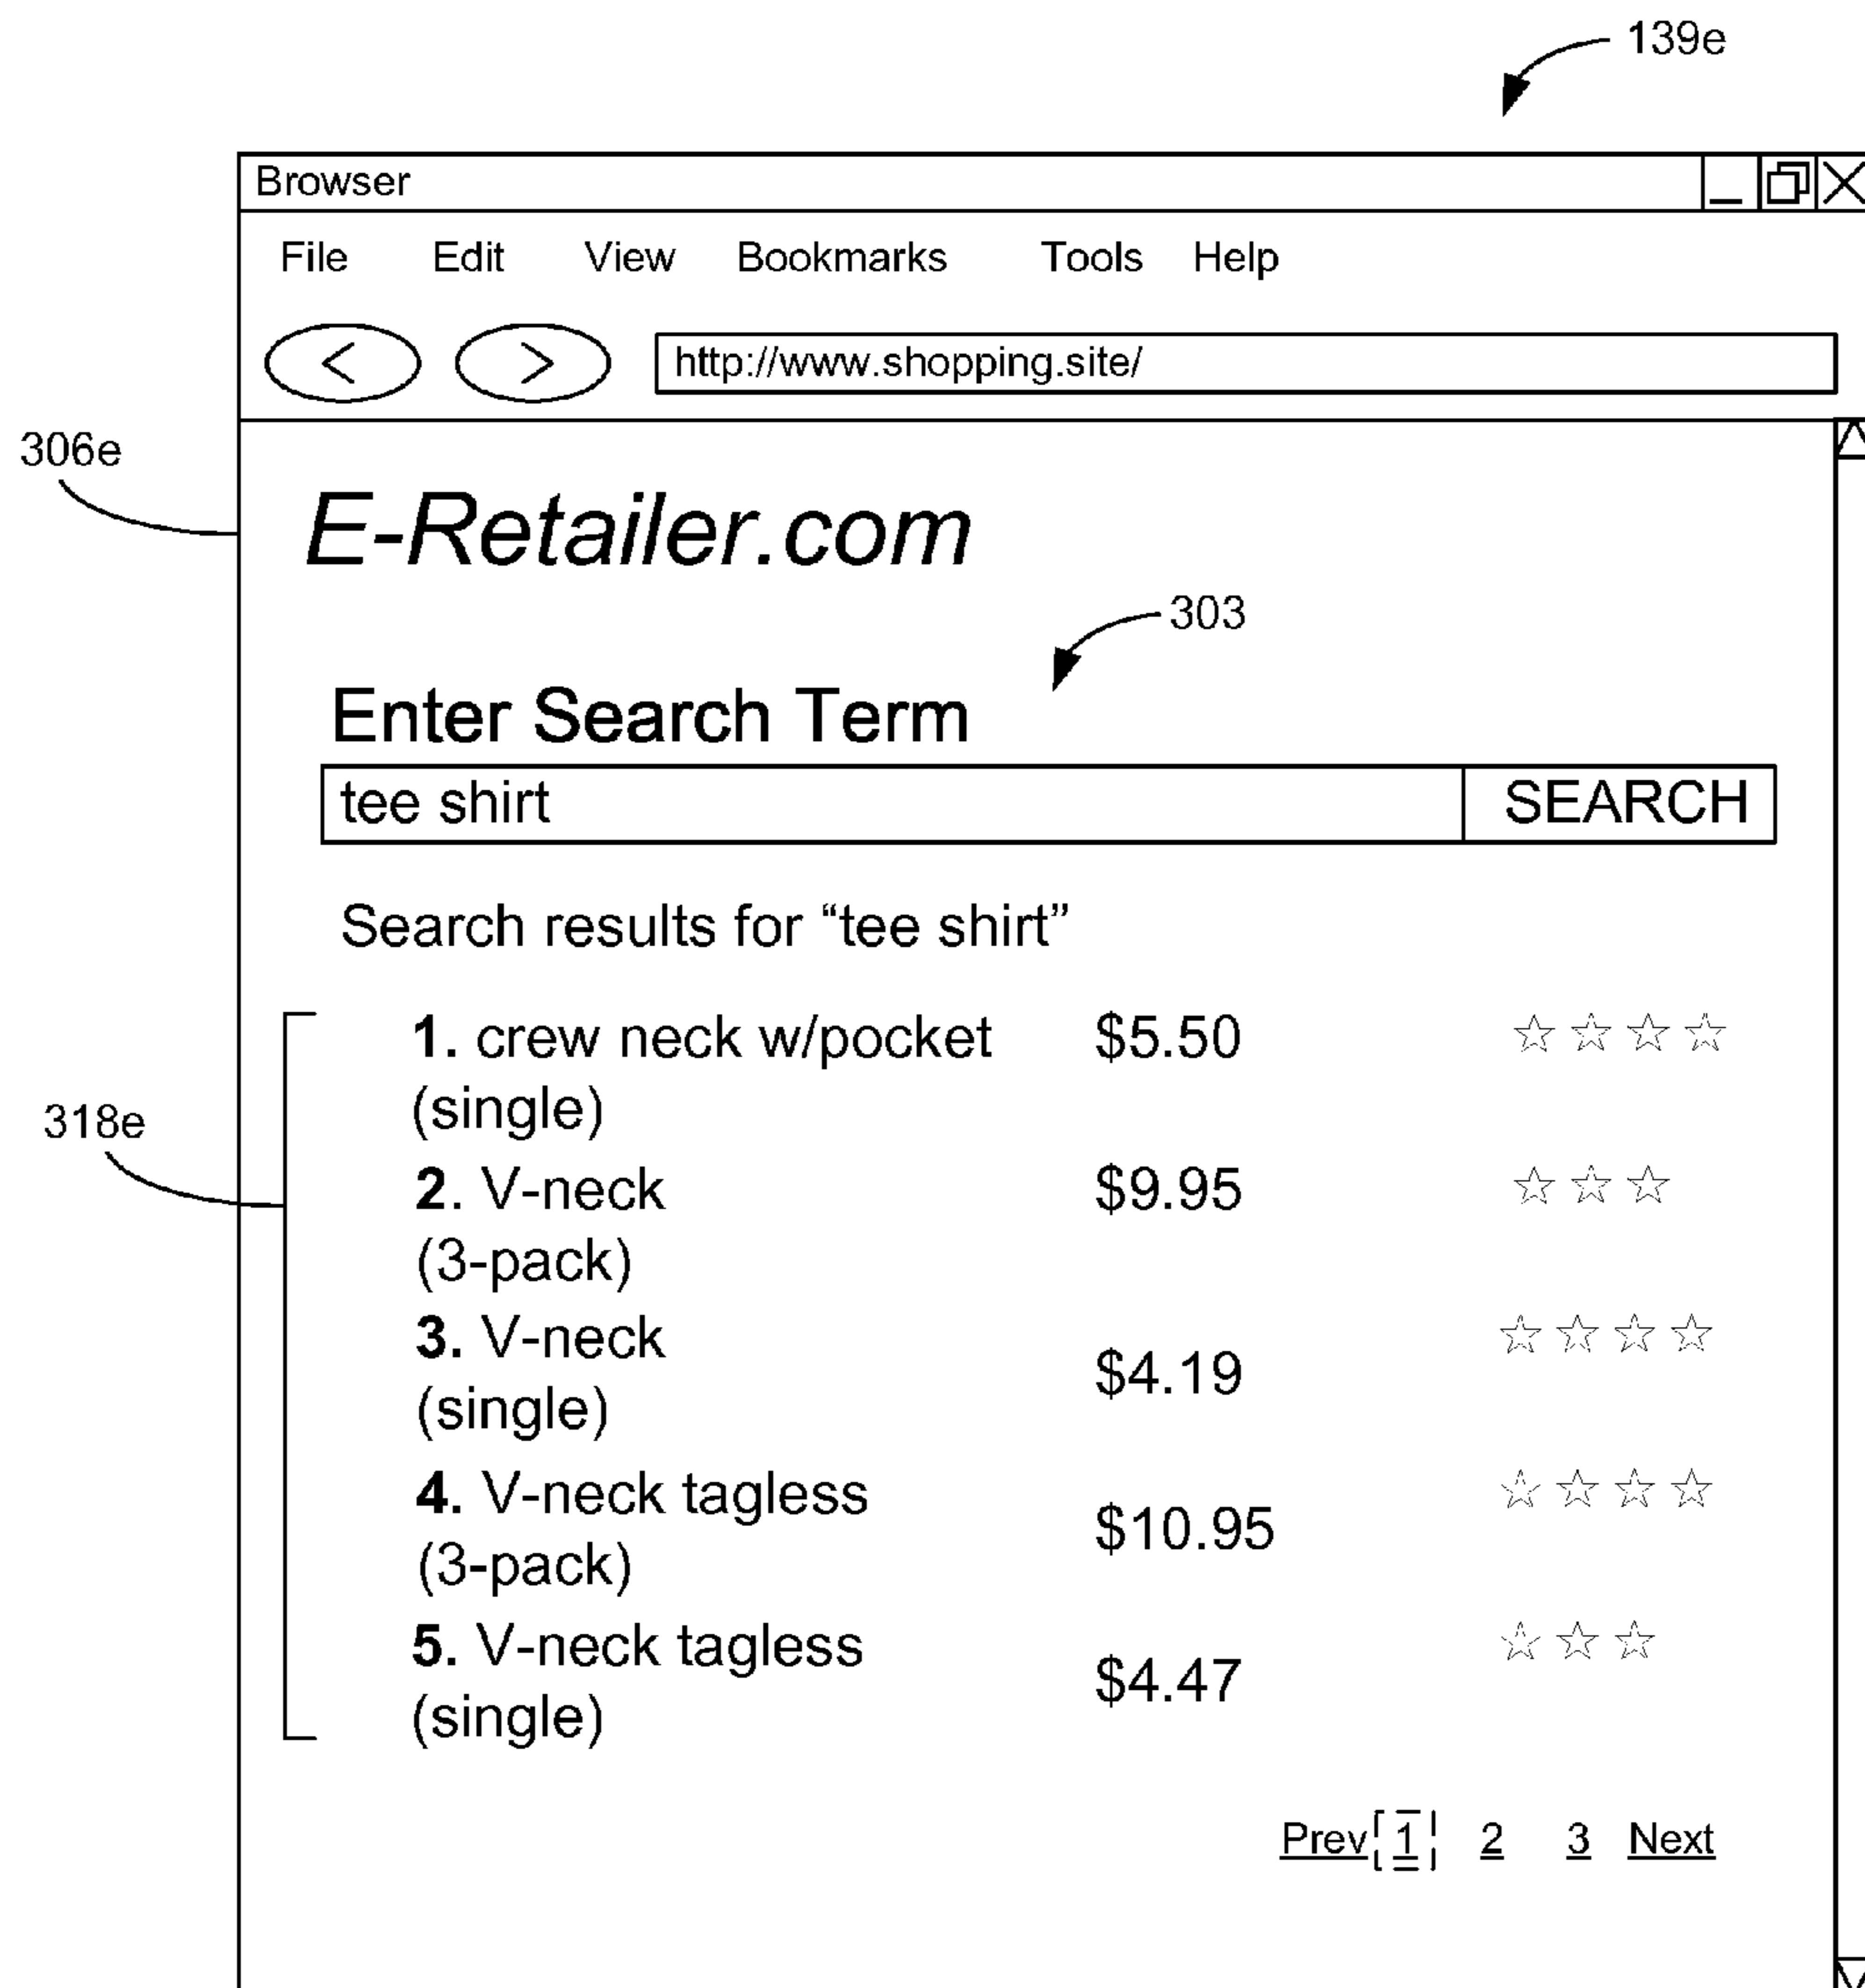 139e
Browser
File Edit View Bookmarks Tools Help
http://www.shopping.site/
306e
E-Retailer.com
303
Enter Search Term
tee shirt SEARCH
Search results for “tee shirt”
1. crew neck w/pocket $5.50
(single)
318e
2. V-neck $9.95
(3-pack)
3. V-neck
$4.19
(single)
4. V-neck tagless
$10.95
(3-pack)
5. V-neck tagless
$4.47
(single)
Prev 1 2 3 Next